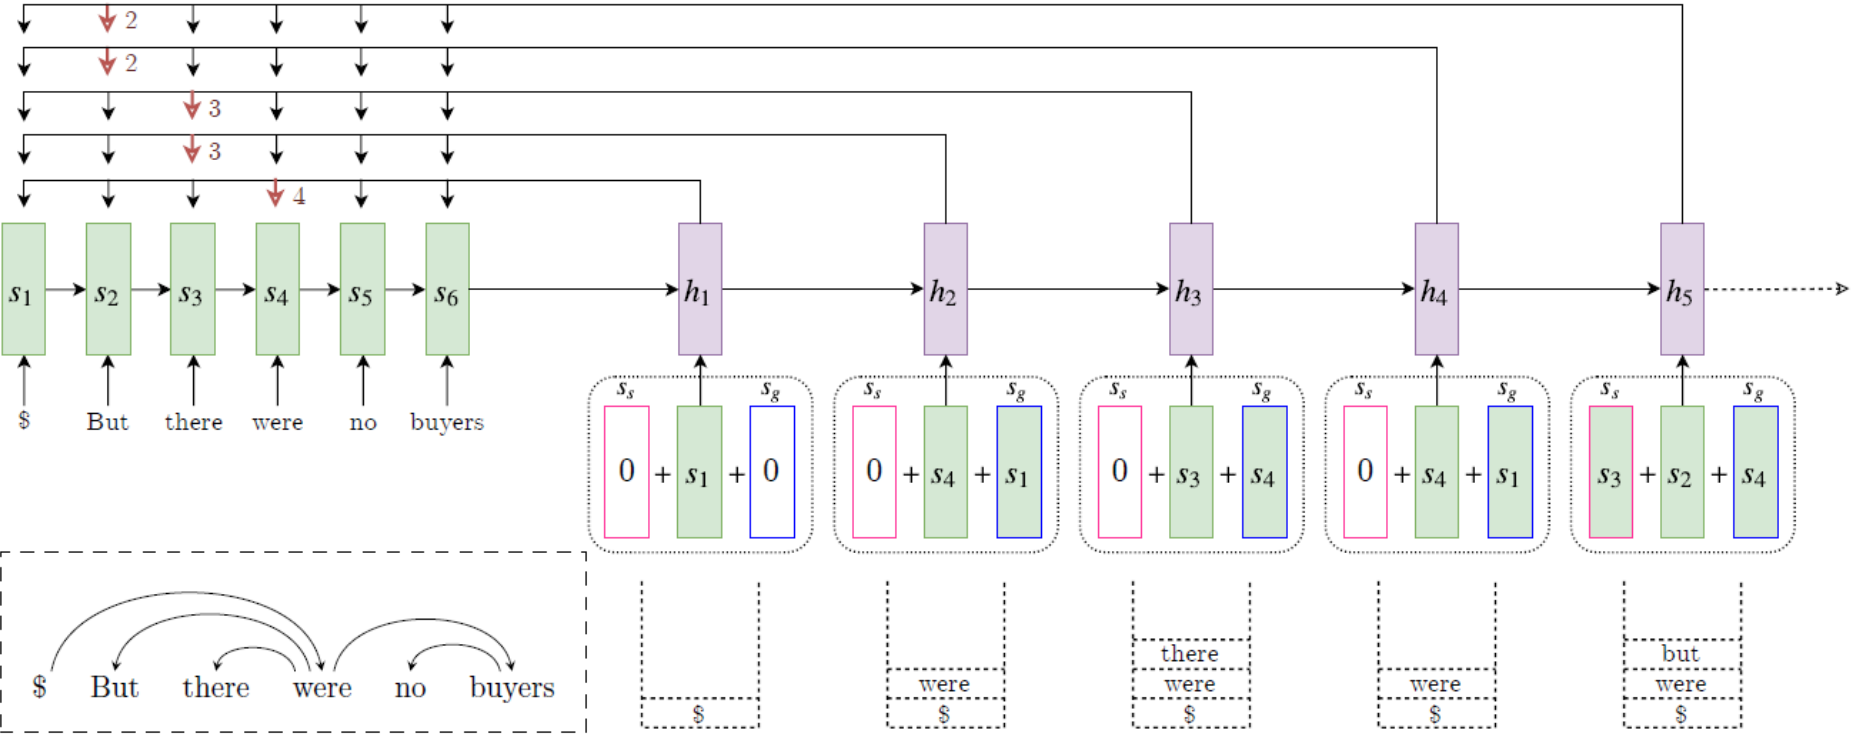 2
2
3
3
4
s1 s2 s3 s4 s5 s6 h1 h2 h3 h4 h5
$ But there were no buyers
ss sg ss sg ss sg ss sg ss sg
0 + s1 + 0 0 + s4 + s1 0 + s3 + s4 0 + s4 + s1 s3 + s2 + s4
there but
were were were were
$ $ $ $ $
$ But there were no buyers